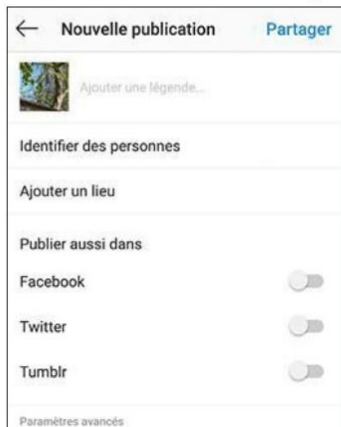 Nouvelle publication Partager
Ajouter une légende...
Identifier des personnes
Ajouter un lieu
Publier aussi dans
Facebook
Twitter
Tumblr
Paramètres avancés